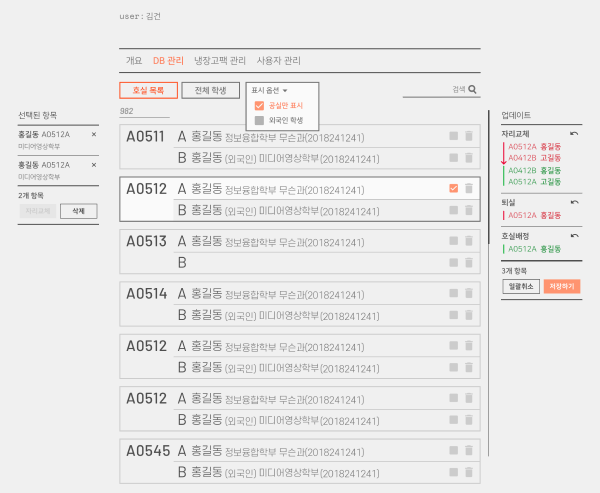 user: 김건
개요 DB 관리 냉장고팩 관리 사용자 관리
호실 목록 전체 학생 표시 옵션 검색
공실만 표시
외국인 학생
982
선택된 항목
홍길동 A0512A ×
미디어영상학부
홍길동 A0512A ×
미디어영상학부
2개 항목
자리교체 삭제
A0511 A 홍길동 정보융합학부 무슨과(2018241241)
B 홍길동 (외국인) 미디어영상학부(2018241241)
A0512 A 홍길동 정보융합학부 무슨과(2018241241)
B 홍길동 (외국인) 미디어영상학부(2018241241)
A0513 A 홍길동 정보융합학부 무슨과(2018241241)
B
A0514 A 홍길동 정보융합학부 무슨과(2018241241)
B 홍길동 (외국인) 미디어영상학부(2018241241)
A0512 A 홍길동 정보융합학부 무슨과(2018241241)
B 홍길동 (외국인) 미디어영상학부(2018241241)
A0512 A 홍길동 정보융합학부 무슨과(2018241241)
B 홍길동 (외국인) 미디어영상학부(2018241241)
A0545 A 홍길동 정보융합학부 무슨과(2018241241)
B 홍길동 (외국인) 미디어영상학부(2018241241)
업데이트
자리교체
A0512A 홍길동
A0412B 고길동
A0412B 홍길동
A0512A 고길동
퇴실
A0512A 홍길동
호실배정
A0512A 홍길동
3개 항목
일괄취소 저장하기